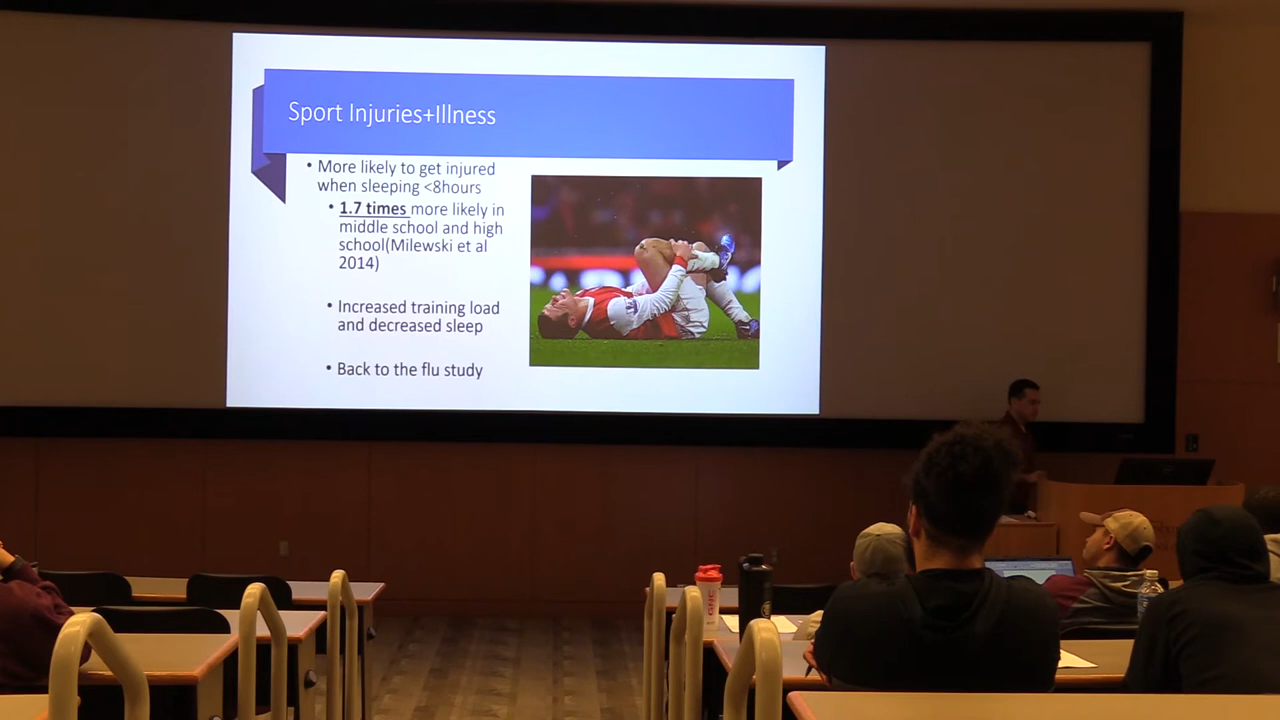 Sport Injuries+Illness
• More likely to get injured
when sleeping <8hours
• 1.7 times more likely in
middle school and high
school(Milewski et al
2014)
• Increased training load
and decreased sleep
• Back to the flu study
GNC